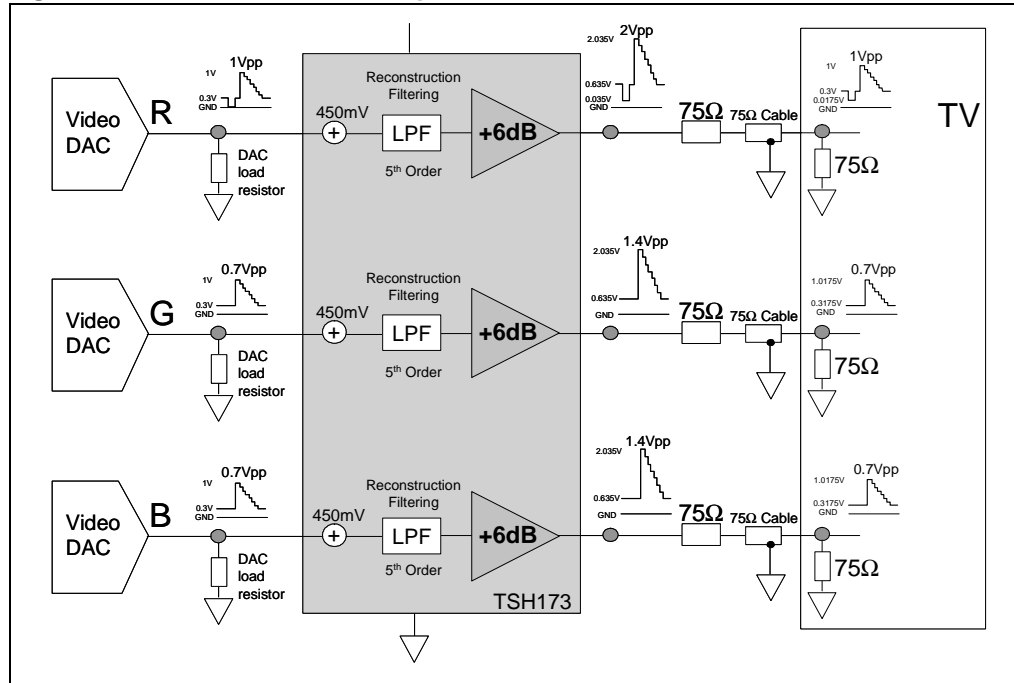 1Vpp
1V
0.3V
GND
Video
DAC
R
DAC
load
resistor
450mV
+
Reconstruction
Filtering
LPF
5th Order
+6dB
2Vpp
2.035V
0.635V
0.035V
GND
75Ω
75Ω Cable
1Vpp
1V
0.3V
0.0175V
GND
TV
75Ω
0.7Vpp
1V
0.3V
GND
Video
DAC
G
DAC
load
resistor
450mV
+
Reconstruction
Filtering
LPF
5th Order
+6dB
1.4Vpp
2.035V
0.635V
GND
75Ω
75Ω Cable
0.7Vpp
1.0175V
0.3175V
GND
75Ω
0.7Vpp
1V
0.3V
GND
Video
DAC
B
DAC
load
resistor
450mV
+
Reconstruction
Filtering
LPF
5th Order
+6dB
TSH173
1.4Vpp
2.035V
0.635V
GND
75Ω
75Ω Cable
0.7Vpp
1.0175V
0.3175V
GND
75Ω